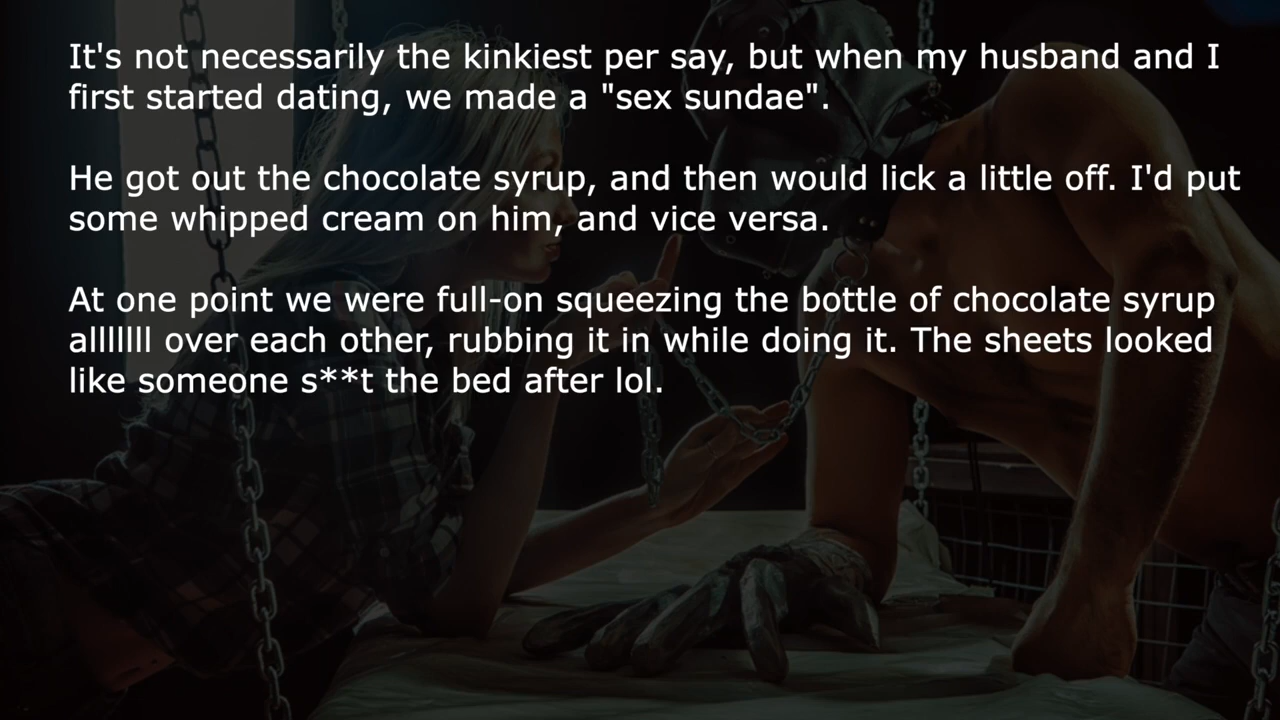 It's not necessarily the kinkiest per say, but when my husband and I
first started dating, we made a "sex sundae".
He got out the chocolate syrup, and then would lick a little off. I'd put
some whipped cream on him, and vice versa.
At one point we were full-on squeezing the bottle of chocolate syrup
alllllll over each other, rubbing it in while doing it. The sheets looked
like someone s**t the bed after lol.